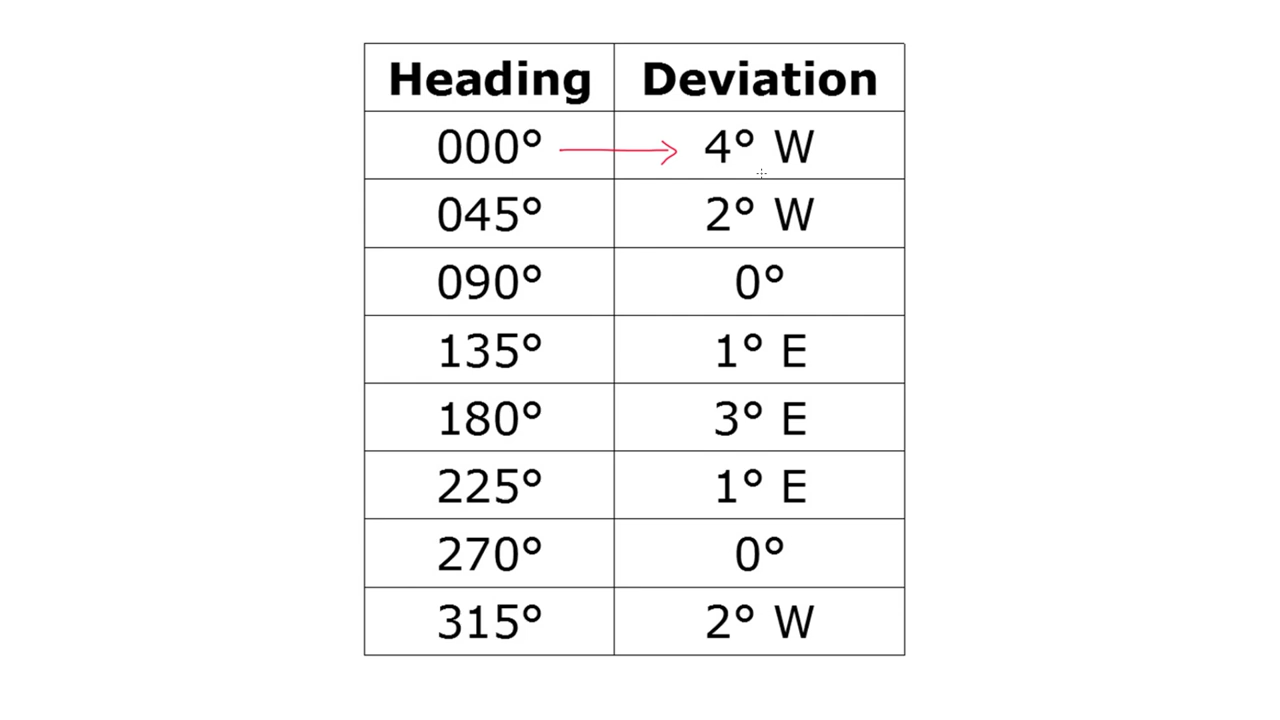 Heading Deviation
000° 4° W
045° 2° W
090° 0°
135° 1° E
180° 3° E
225° 1° E
270° 0°
315° 2° W